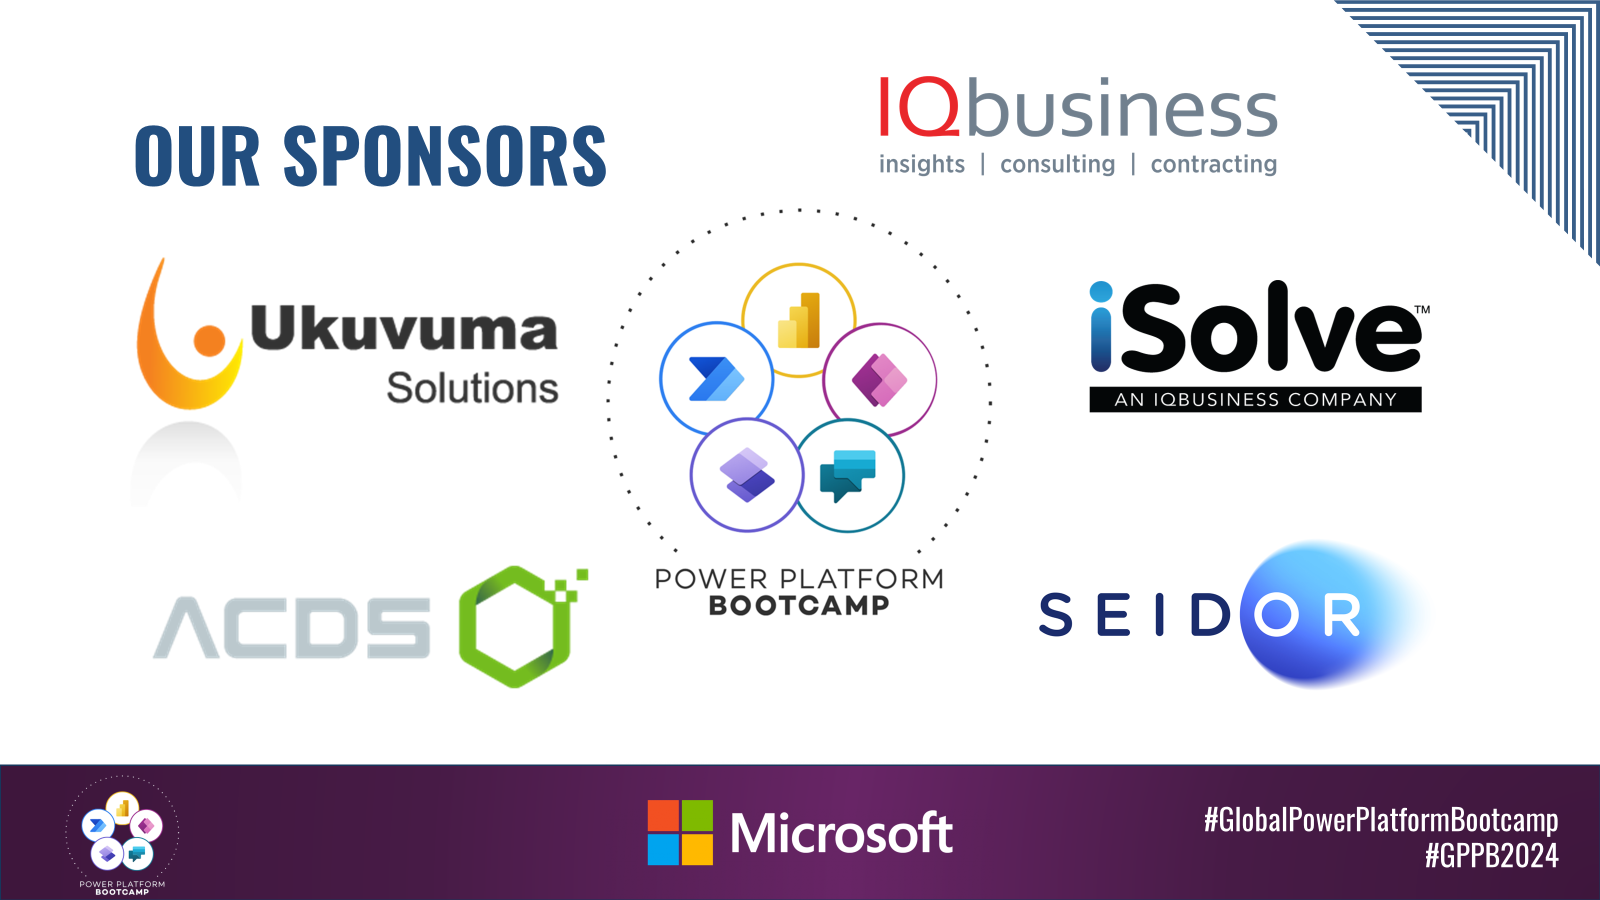 OUR SPONSORS
IQbusiness
insights | consulting | contracting
Ukuvuma
Solutions
iSolve™
AN IQBUSINESS COMPANY
POWER PLATFORM
BOOTCAMP
ACDS
SEIDOR
POWER PLATFORM
BOOTCAMP
Microsoft
#GlobalPowerPlatformBootcamp
#GPPB2024